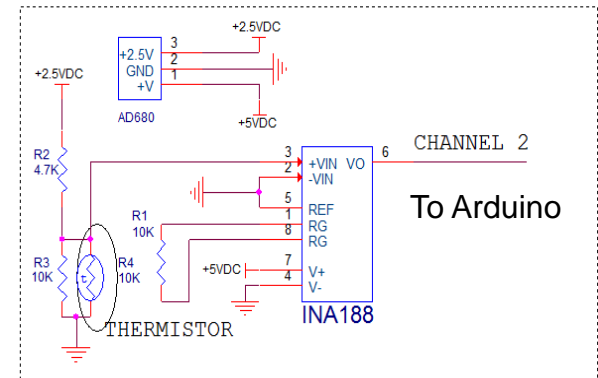 +2.5VDC
+2.5V 3
GND 2
+V 1
AD680
+5VDC
+2.5VDC
R2
4.7K
R3
10K
R4
10K
t
THERMISTOR
R1
10K
3 +VIN VO 6
2 -VIN
5 REF
1 RG
8 RG
+5VDC 7 V+
4 V-
INA188
CHANNEL 2
To Arduino